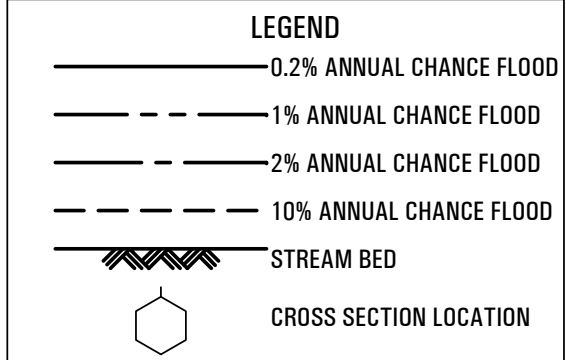 LEGEND
0.2% ANNUAL CHANCE FLOOD
1% ANNUAL CHANCE FLOOD
2% ANNUAL CHANCE FLOOD
10% ANNUAL CHANCE FLOOD
STREAM BED
CROSS SECTION LOCATION